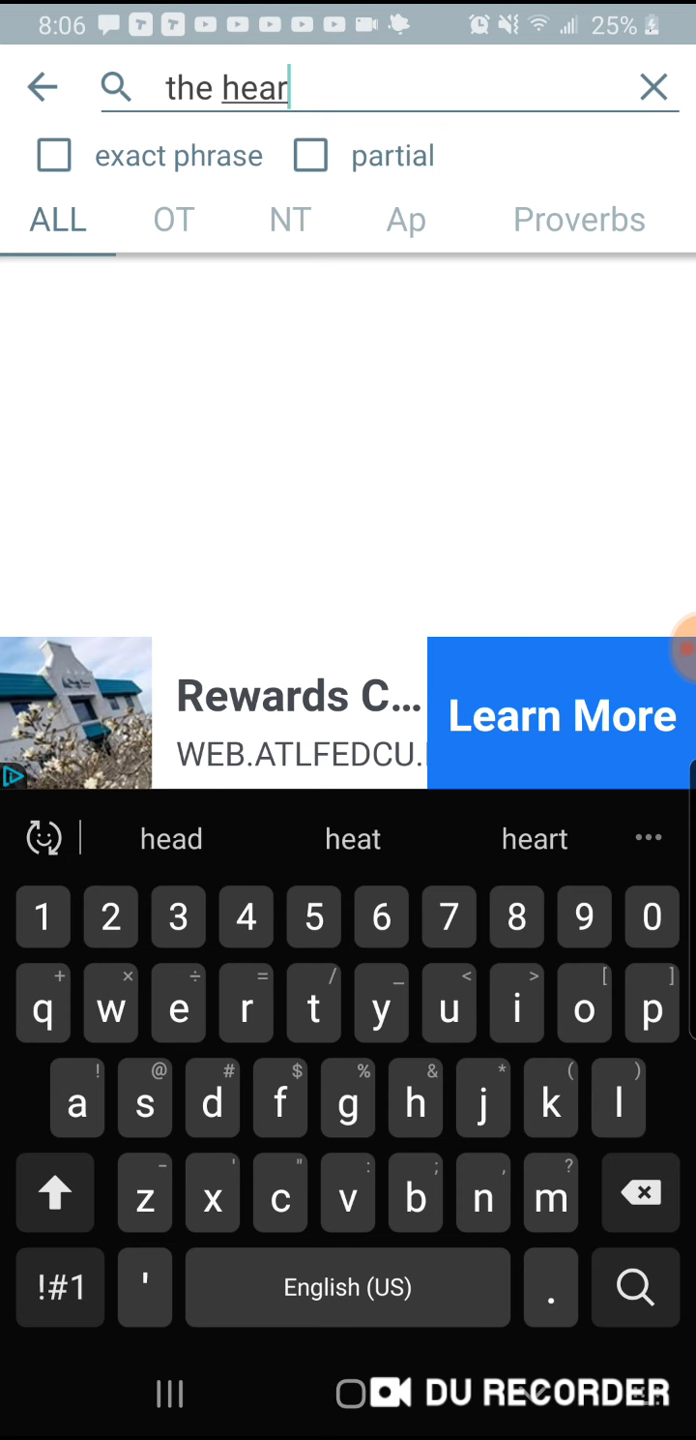 8:06 25%
the hear
exact phrase partial
ALL OT NT Ap Proverbs
Rewards C...
WEB.ATLFEDCU.
Learn More
head heat heart
1 2 3 4 5 6 7 8 9 0
+ × ÷ = / _ < > [ ]
q w e r t y u i o p
! @ # $ % & * ( )
a s d f g h j k l
- ' " : ; , ?
z x c v b n m
!#1 ' English (US) .
DU RECORDER